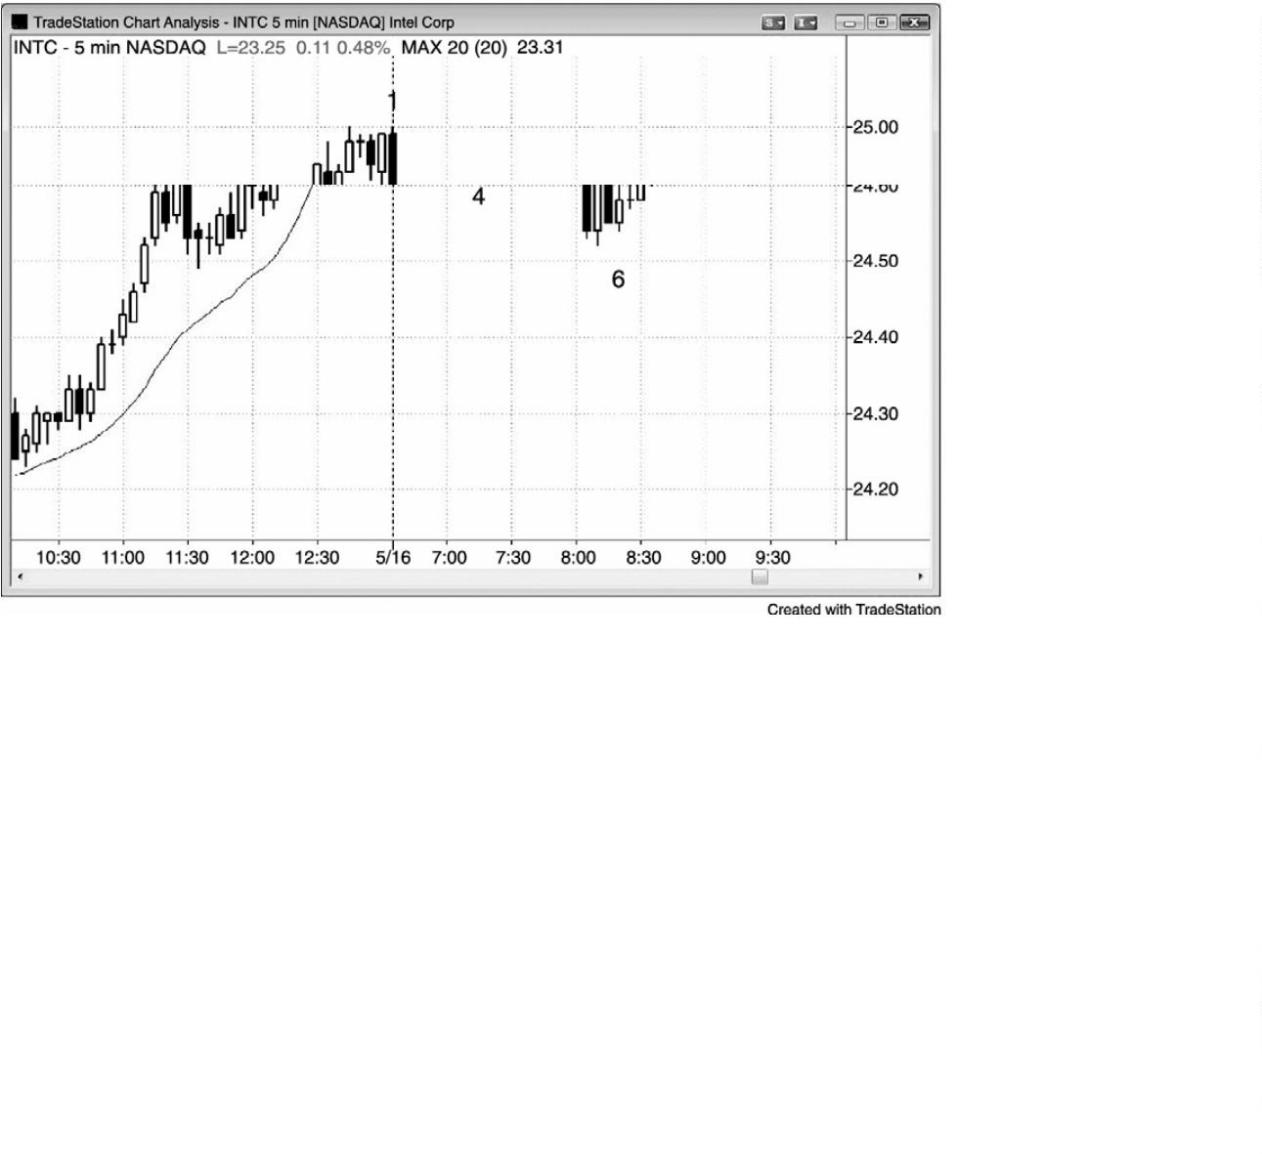 TradeStation Chart Analysis - INTC 5 min [NASDAQ] Intel Corp
INTC - 5 min NASDAQ L=23.25 0.11 0.48% MAX 20 (20) 23.31
1
25.00
24.60
4
24.50
6
24.40
24.30
24.20
10:30 11:00 11:30 12:00 12:30 5/16 7:00 7:30 8:00 8:30 9:00 9:30
Created with TradeStation